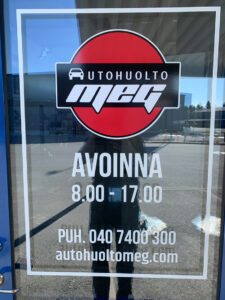 AUTOHUOLTO
MEG
AVOINNA
8.00 - 17.00
PUH. 040 7400 300
autohuoltomeg.com